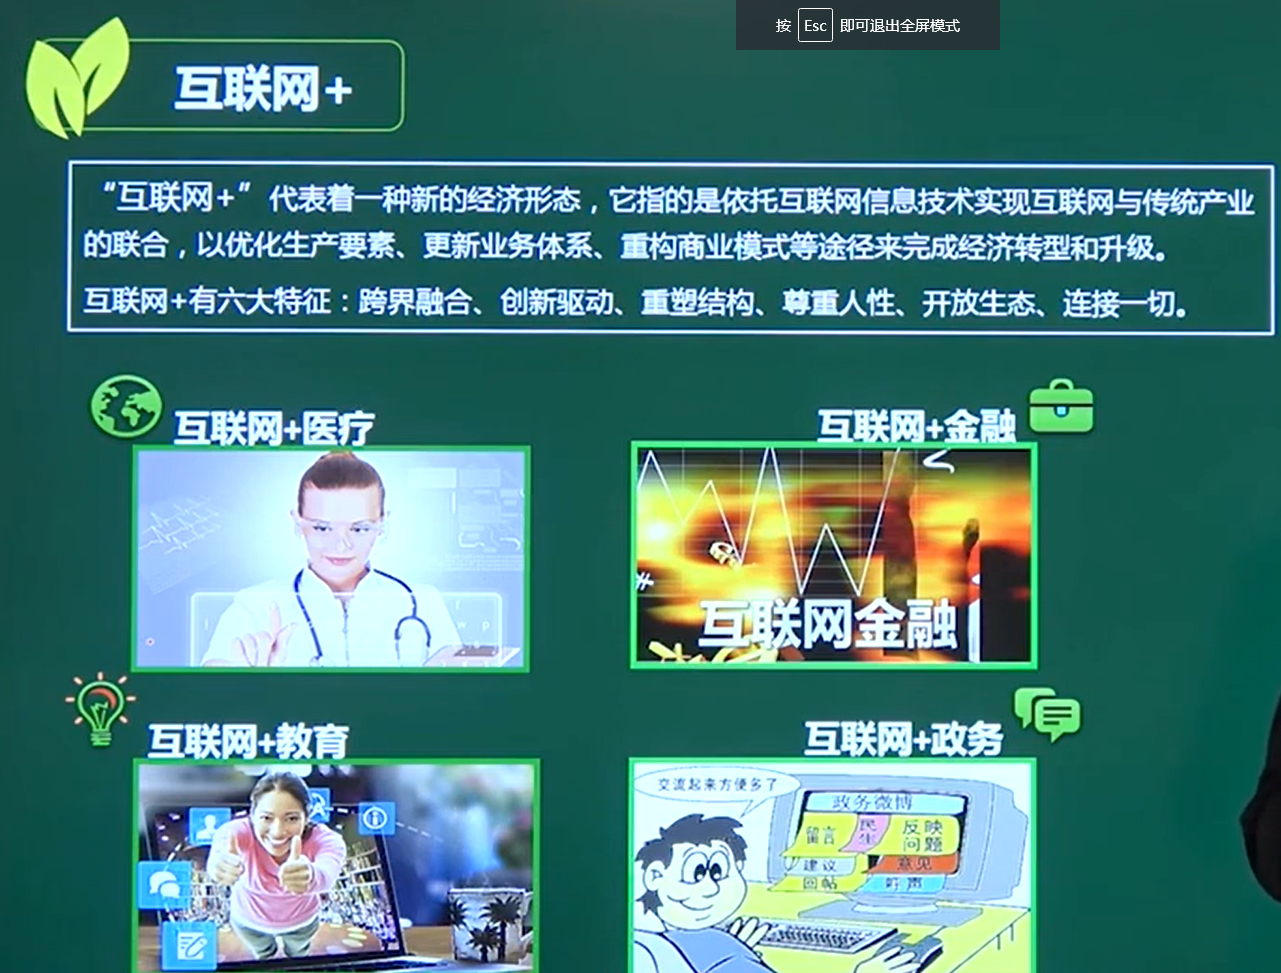 按 Esc 即可退出全屏模式
互联网+
“互联网+”代表着一种新的经济形态，它指的是依托互联网信息技术实现互联网与传统产业
的联合，以优化生产要素、更新业务体系、重构商业模式等途径来完成经济转型和升级。
互联网+有六大特征：跨界融合、创新驱动、重塑结构、尊重人性、开放生态、连接一切。
互联网+医疗
互联网+金融
互联网金融
互联网+教育
互联网+政务
交流起来方便多了
政务微博
留言
民生
反映
问题
建议
意见
回帖
呼声